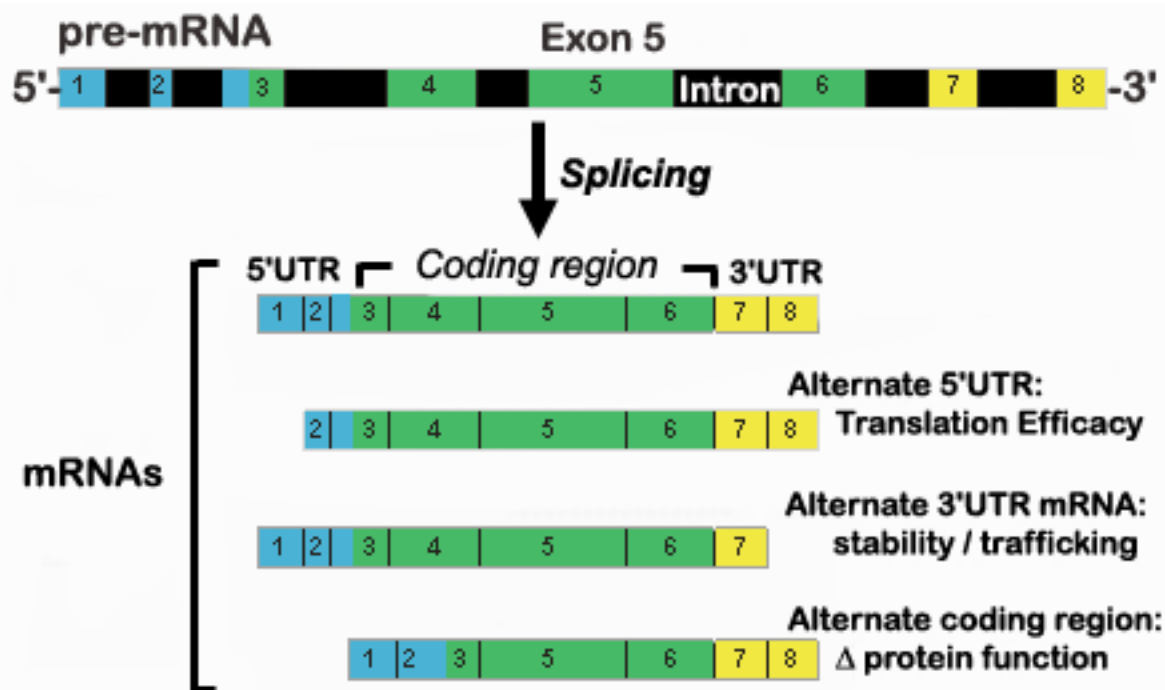 pre-mRNA Exon 5
5'- 1 2 3 4 5 Intron 6 7 8 -3'
Splicing
5'UTR Coding region 3'UTR
1 2 3 4 5 6 7 8
Alternate 5'UTR:
2 3 4 5 6 7 8 Translation Efficacy
mRNAs
Alternate 3'UTR mRNA:
1 2 3 4 5 6 7 stability / trafficking
Alternate coding region:
1 2 3 5 6 7 8 Δ protein function